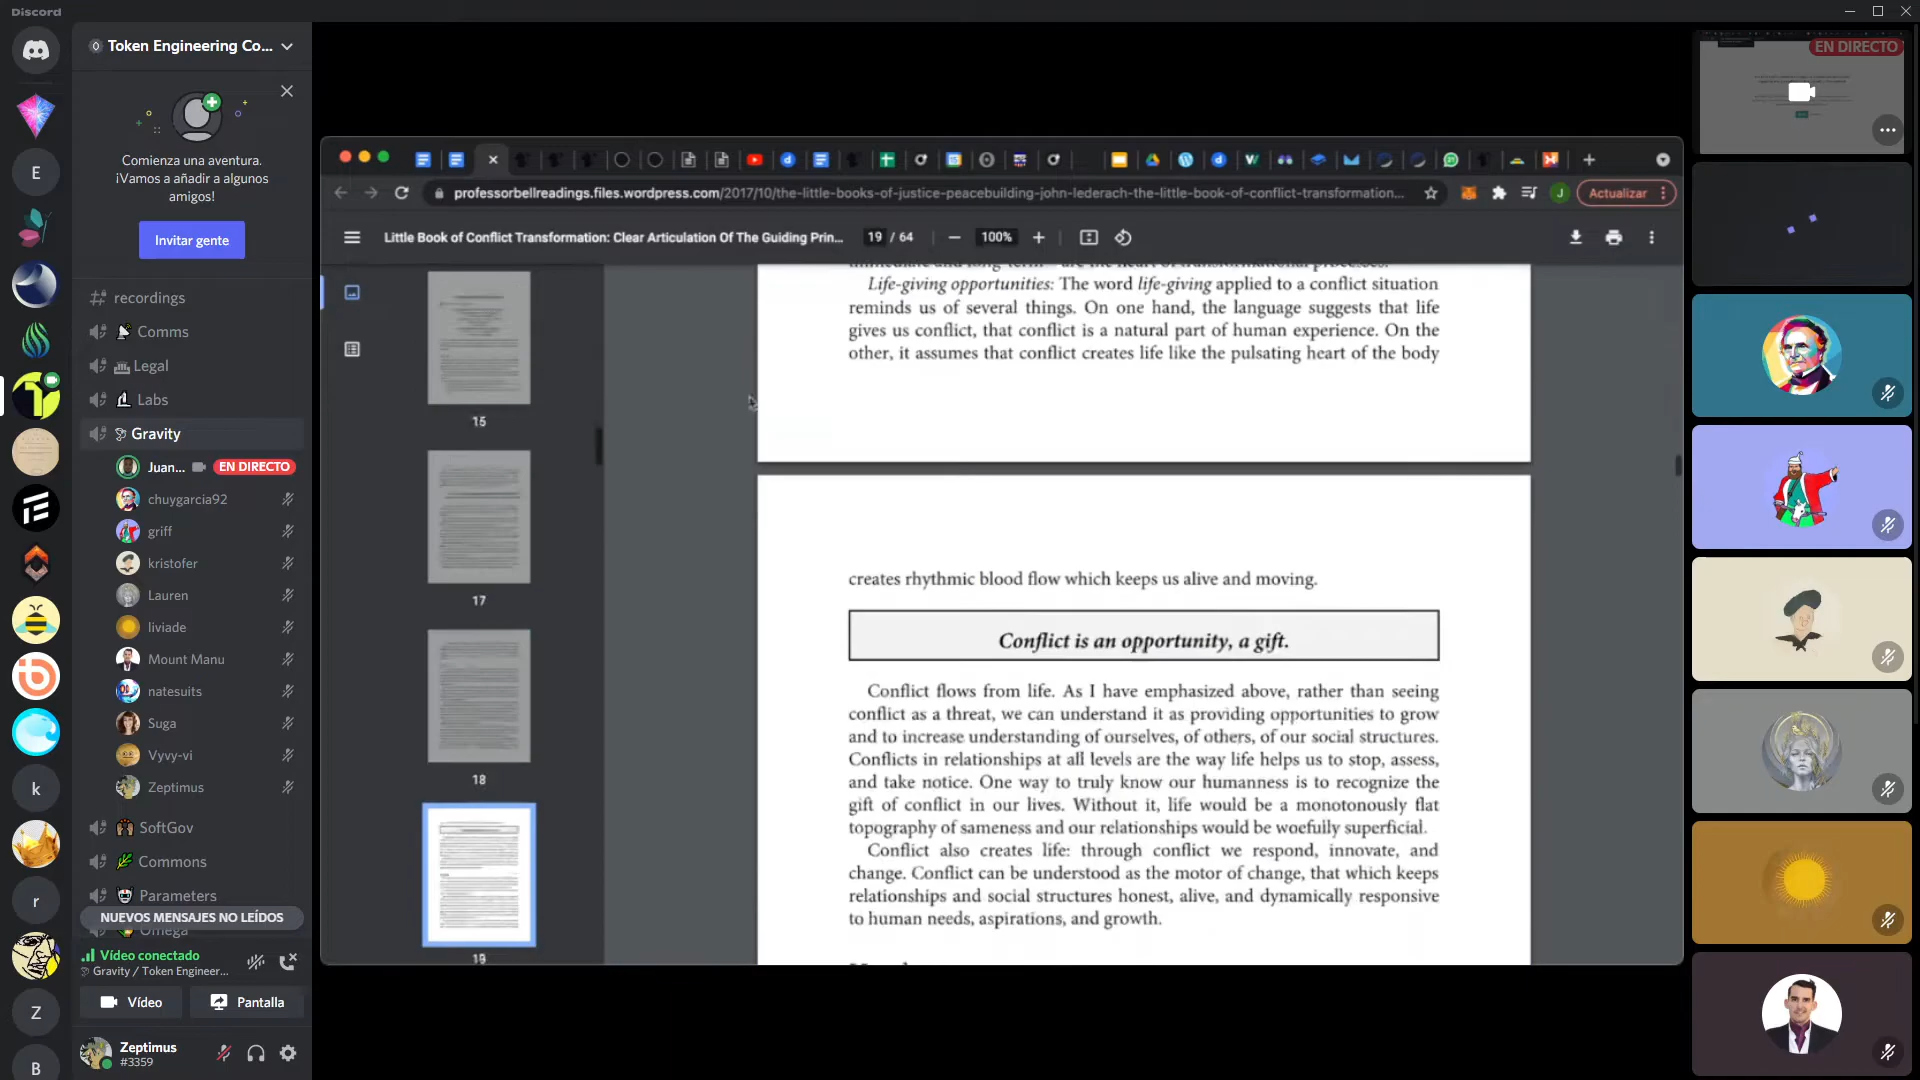 Discord
Token Engineering Co...
Comienza una aventura.
¡Vamos a añadir a algunos
amigos!
Invitar gente
recordings
Comms
Legal
Labs
Gravity
Juan... EN DIRECTO
chuygarcia92
griff
kristofer
Lauren
liviade
Mount Manu
natesuits
Suga
Vyvy-vi
Zeptimus
SoftGov
Commons
Parameters
NUEVOS MENSAJES NO LEÍDOS
Omega
Vídeo conectado
Gravity / Token Engineer...
Vídeo
Pantalla
Zeptimus
#3359
E
k
r
Z
B
professorbellreadings.files.wordpress.com/2017/10/the-little-books-of-justice-peacebuilding-john-lederach-the-little-book-of-conflict-transformation...
J
Actualizar
Little Book of Conflict Transformation: Clear Articulation Of The Guiding Prin...
19 / 64
100%
15
17
18
19
immediate and long-term—are the heart of transformational processes.
Life-giving opportunities: The word life-giving applied to a conflict situation
reminds us of several things. On one hand, the language suggests that life
gives us conflict, that conflict is a natural part of human experience. On the
other, it assumes that conflict creates life like the pulsating heart of the body
creates rhythmic blood flow which keeps us alive and moving.
Conflict is an opportunity, a gift.
Conflict flows from life. As I have emphasized above, rather than seeing
conflict as a threat, we can understand it as providing opportunities to grow
and to increase understanding of ourselves, of others, of our social structures.
Conflicts in relationships at all levels are the way life helps us to stop, assess,
and take notice. One way to truly know our humanness is to recognize the
gift of conflict in our lives. Without it, life would be a monotonously flat
topography of sameness and our relationships would be woefully superficial.
Conflict also creates life: through conflict we respond, innovate, and
change. Conflict can be understood as the motor of change, that which keeps
relationships and social structures honest, alive, and dynamically responsive
to human needs, aspirations, and growth.
EN DIRECTO